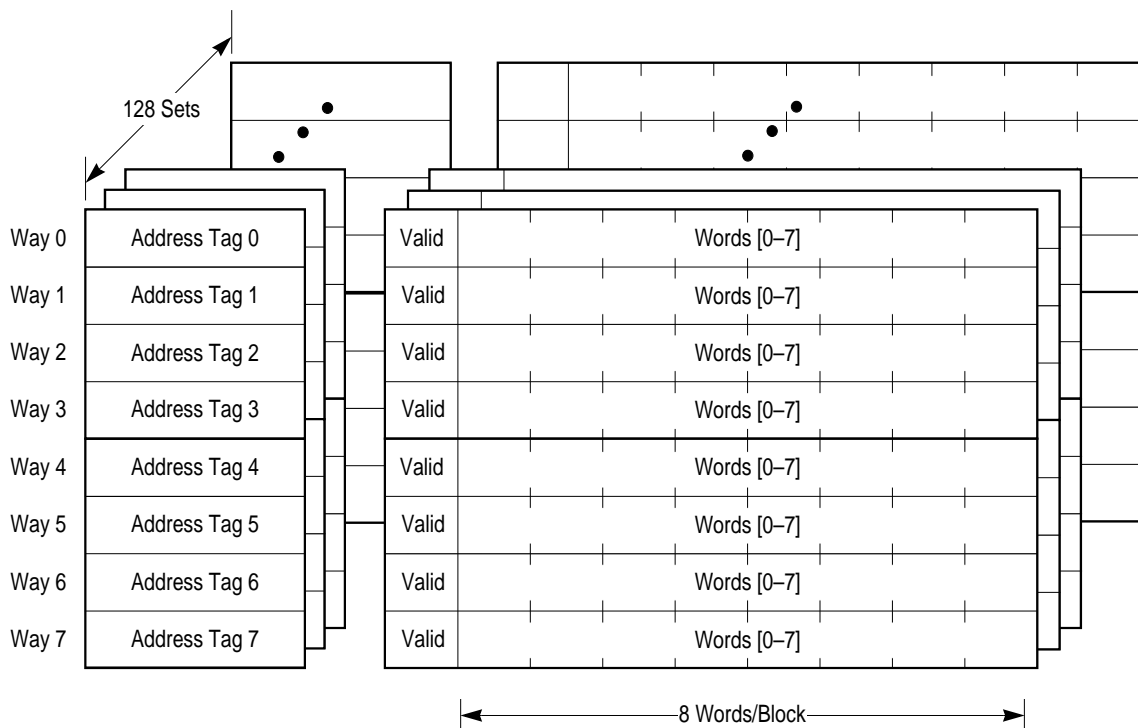 128 Sets
Way 0 Address Tag 0 Valid Words [0–7]
Way 1 Address Tag 1 Valid Words [0–7]
Way 2 Address Tag 2 Valid Words [0–7]
Way 3 Address Tag 3 Valid Words [0–7]
Way 4 Address Tag 4 Valid Words [0–7]
Way 5 Address Tag 5 Valid Words [0–7]
Way 6 Address Tag 6 Valid Words [0–7]
Way 7 Address Tag 7 Valid Words [0–7]
8 Words/Block